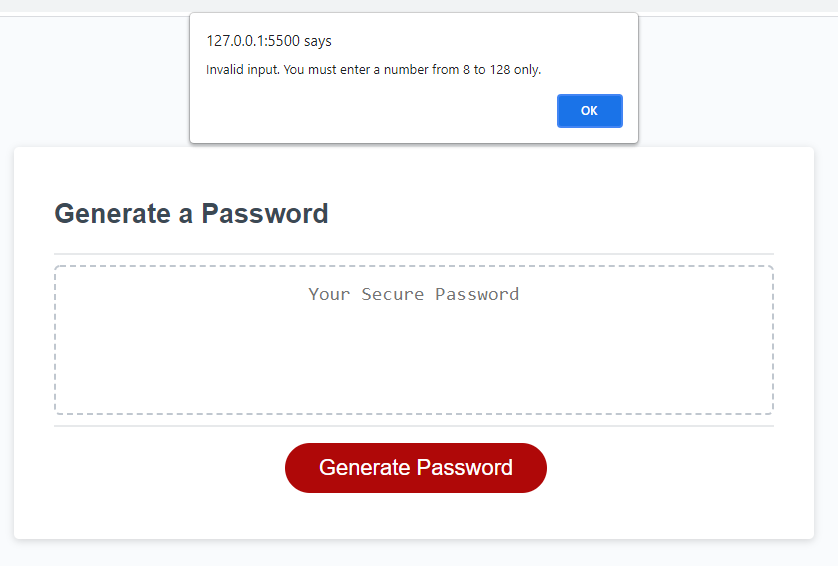 127.0.0.1:5500 says
Invalid input. You must enter a number from 8 to 128 only.
OK
Generate a Password
Your Secure Password
Generate Password